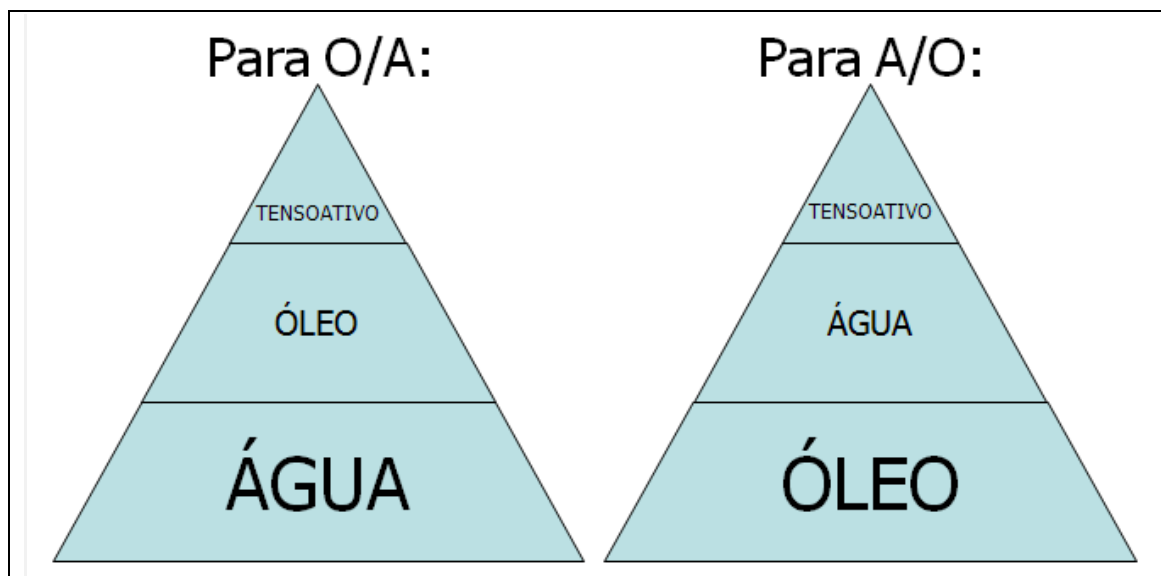 Para O/A:
TENSOATIVO
ÓLEO
ÁGUA
Para A/O:
TENSOATIVO
ÁGUA
ÓLEO